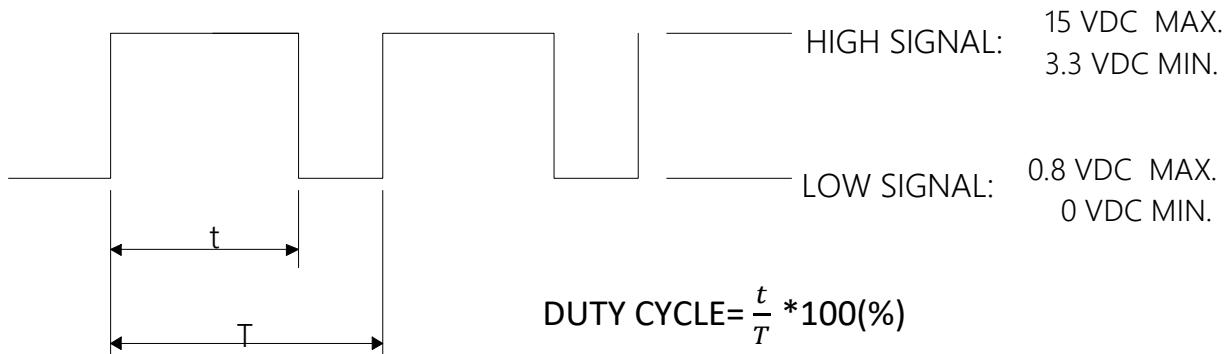 HIGH SIGNAL: 15 VDC MAX.
3.3 VDC MIN.
LOW SIGNAL: 0.8 VDC MAX.
0 VDC MIN.
t
T
DUTY CYCLE= t/T *100(%)